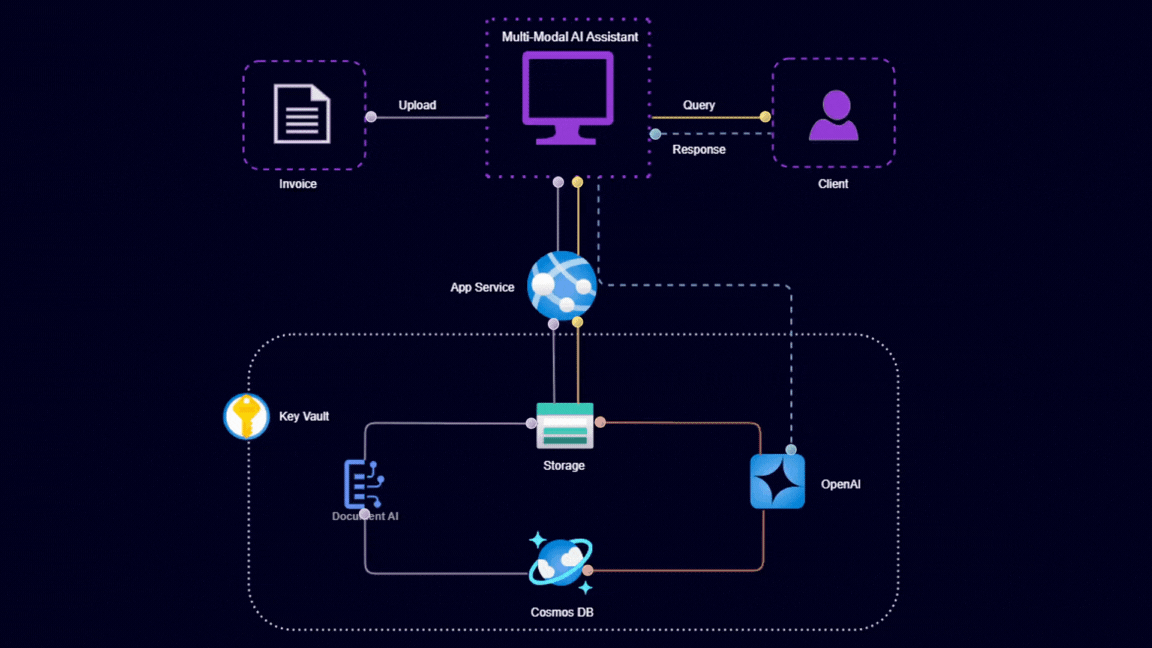 Multi-Modal AI Assistant
Upload
Query
Response
Invoice
Client
App Service
Key Vault
Storage
OpenAI
Document AI
Cosmos DB